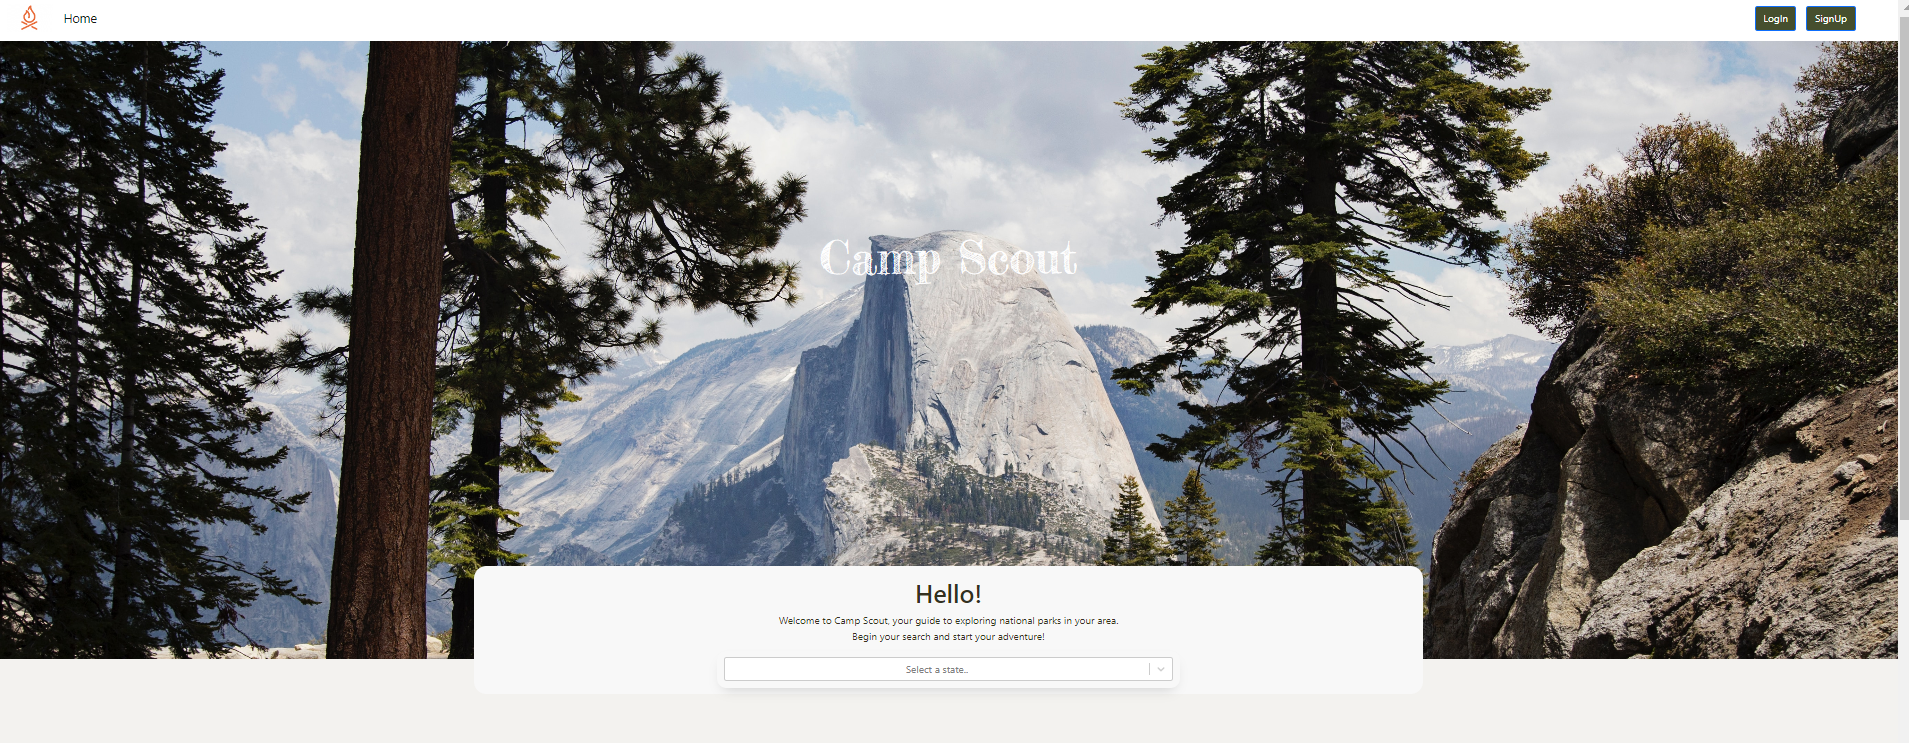 Home
LogIn
SignUp
Camp Scout
Hello!
Welcome to Camp Scout, your guide to exploring national parks in your area.
Begin your search and start your adventure!
Select a state..